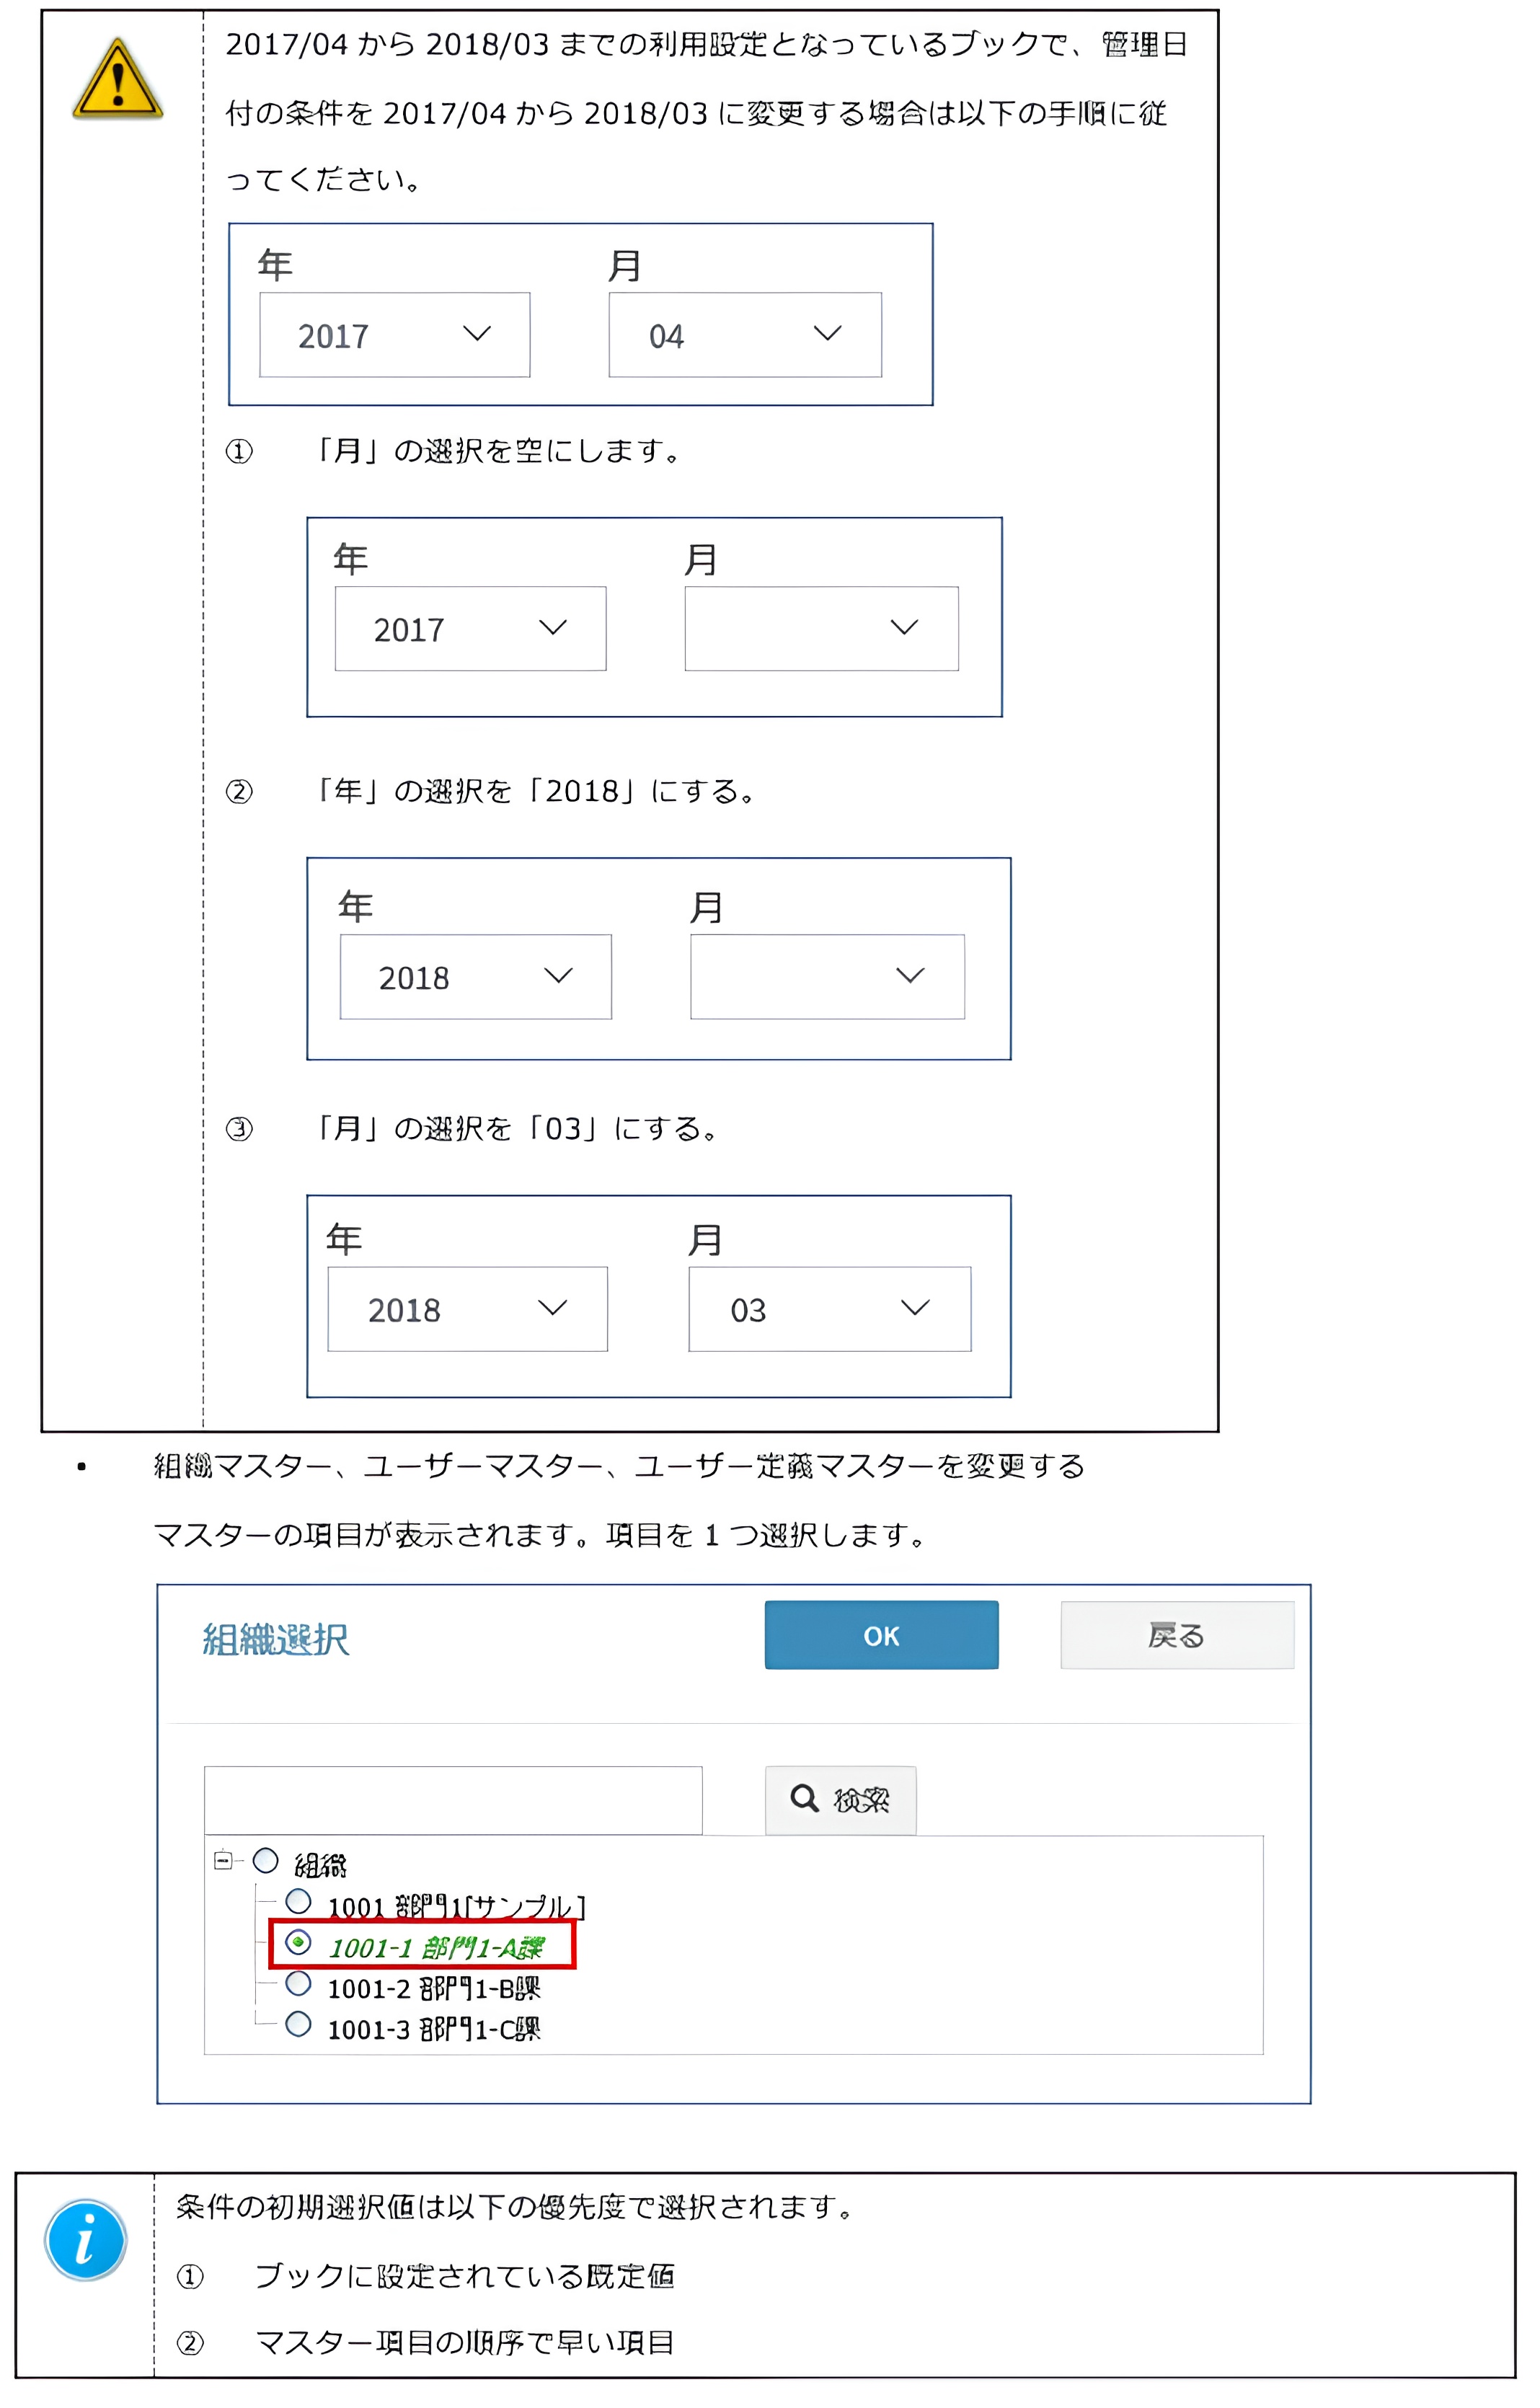 2017/04 から 2018/03 までの利用設定となっているブックで、管理日
付の条件を 2017/04 から 2018/03 に変更する場合は以下の手順に従
ってください。
年 月
2017 04
① 「月」の選択を空にします。
年 月
2017
② 「年」の選択を「2018」にする。
年 月
2018
③ 「月」の選択を「03」にする。
年 月
2018 03
• 組織マスター、ユーザーマスター、ユーザー定義マスターを変更する
マスターの項目が表示されます。項目を 1 つ選択します。
組織選択 OK 戻る
検索
組織
1001 部門1[サンプル]
1001-1 部門1-A課
1001-2 部門1-B課
1001-3 部門1-C課
条件の初期選択値は以下の優先度で選択されます。
① ブックに設定されている既定値
② マスター項目の順序で早い項目